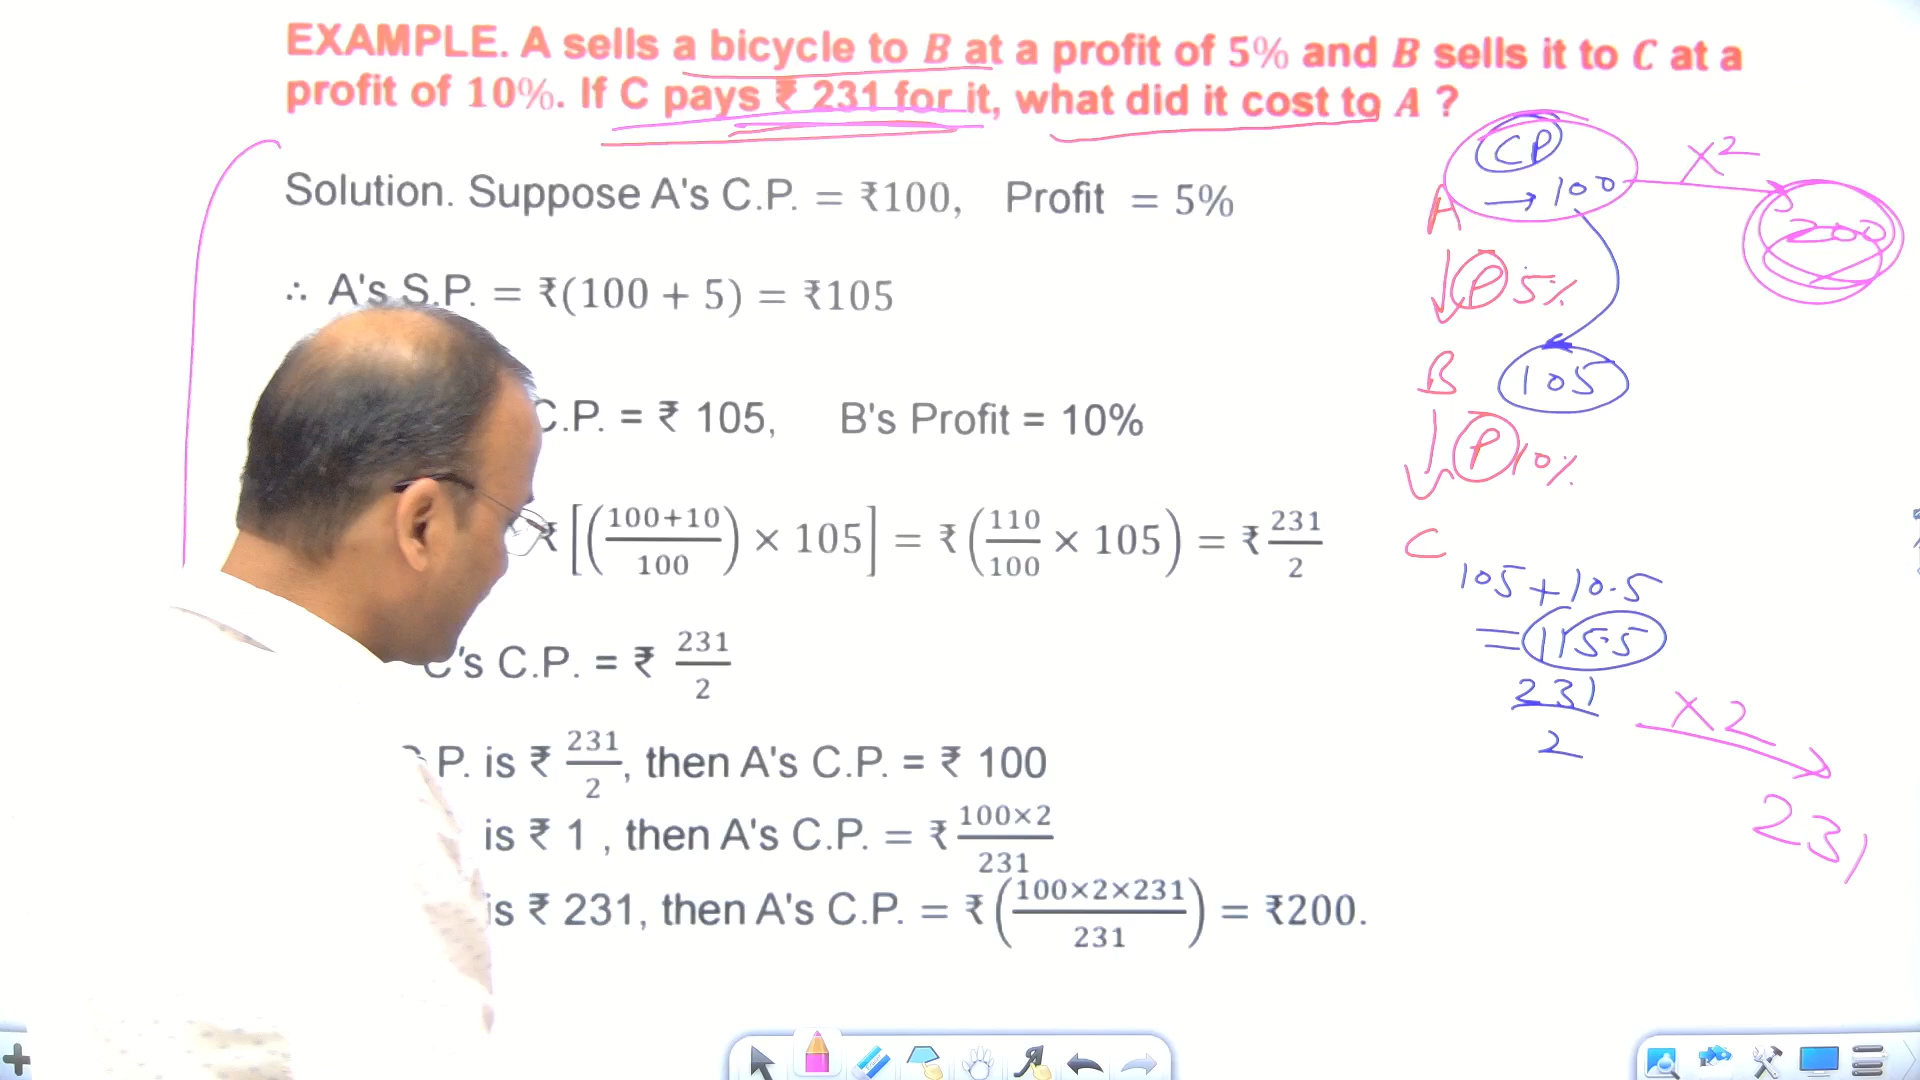 EXAMPLE. A sells a bicycle to B at a profit of 5% and B sells it to C at a
profit of 10%. If C pays ₹ 231 for it, what did it cost to A ?
Solution. Suppose A's C.P. = ₹100, Profit = 5%
∴ A's S.P. = ₹(100 + 5) = ₹105
C.P. = ₹ 105, B's Profit = 10%
₹ [((100+10)/100) × 105] = ₹ (110/100 × 105) = ₹ 231/2
C's C.P. = ₹ 231/2
P. is ₹ 231/2, then A's C.P. = ₹ 100
is ₹ 1 , then A's C.P. = ₹ (100×2)/231
is ₹ 231, then A's C.P. = ₹ ((100×2×231)/231) = ₹200.
CP
A → 100 ×2 200
P 5%
B 105
P 10%
C
105+10.5
= 115.5
231/2 ×2
231